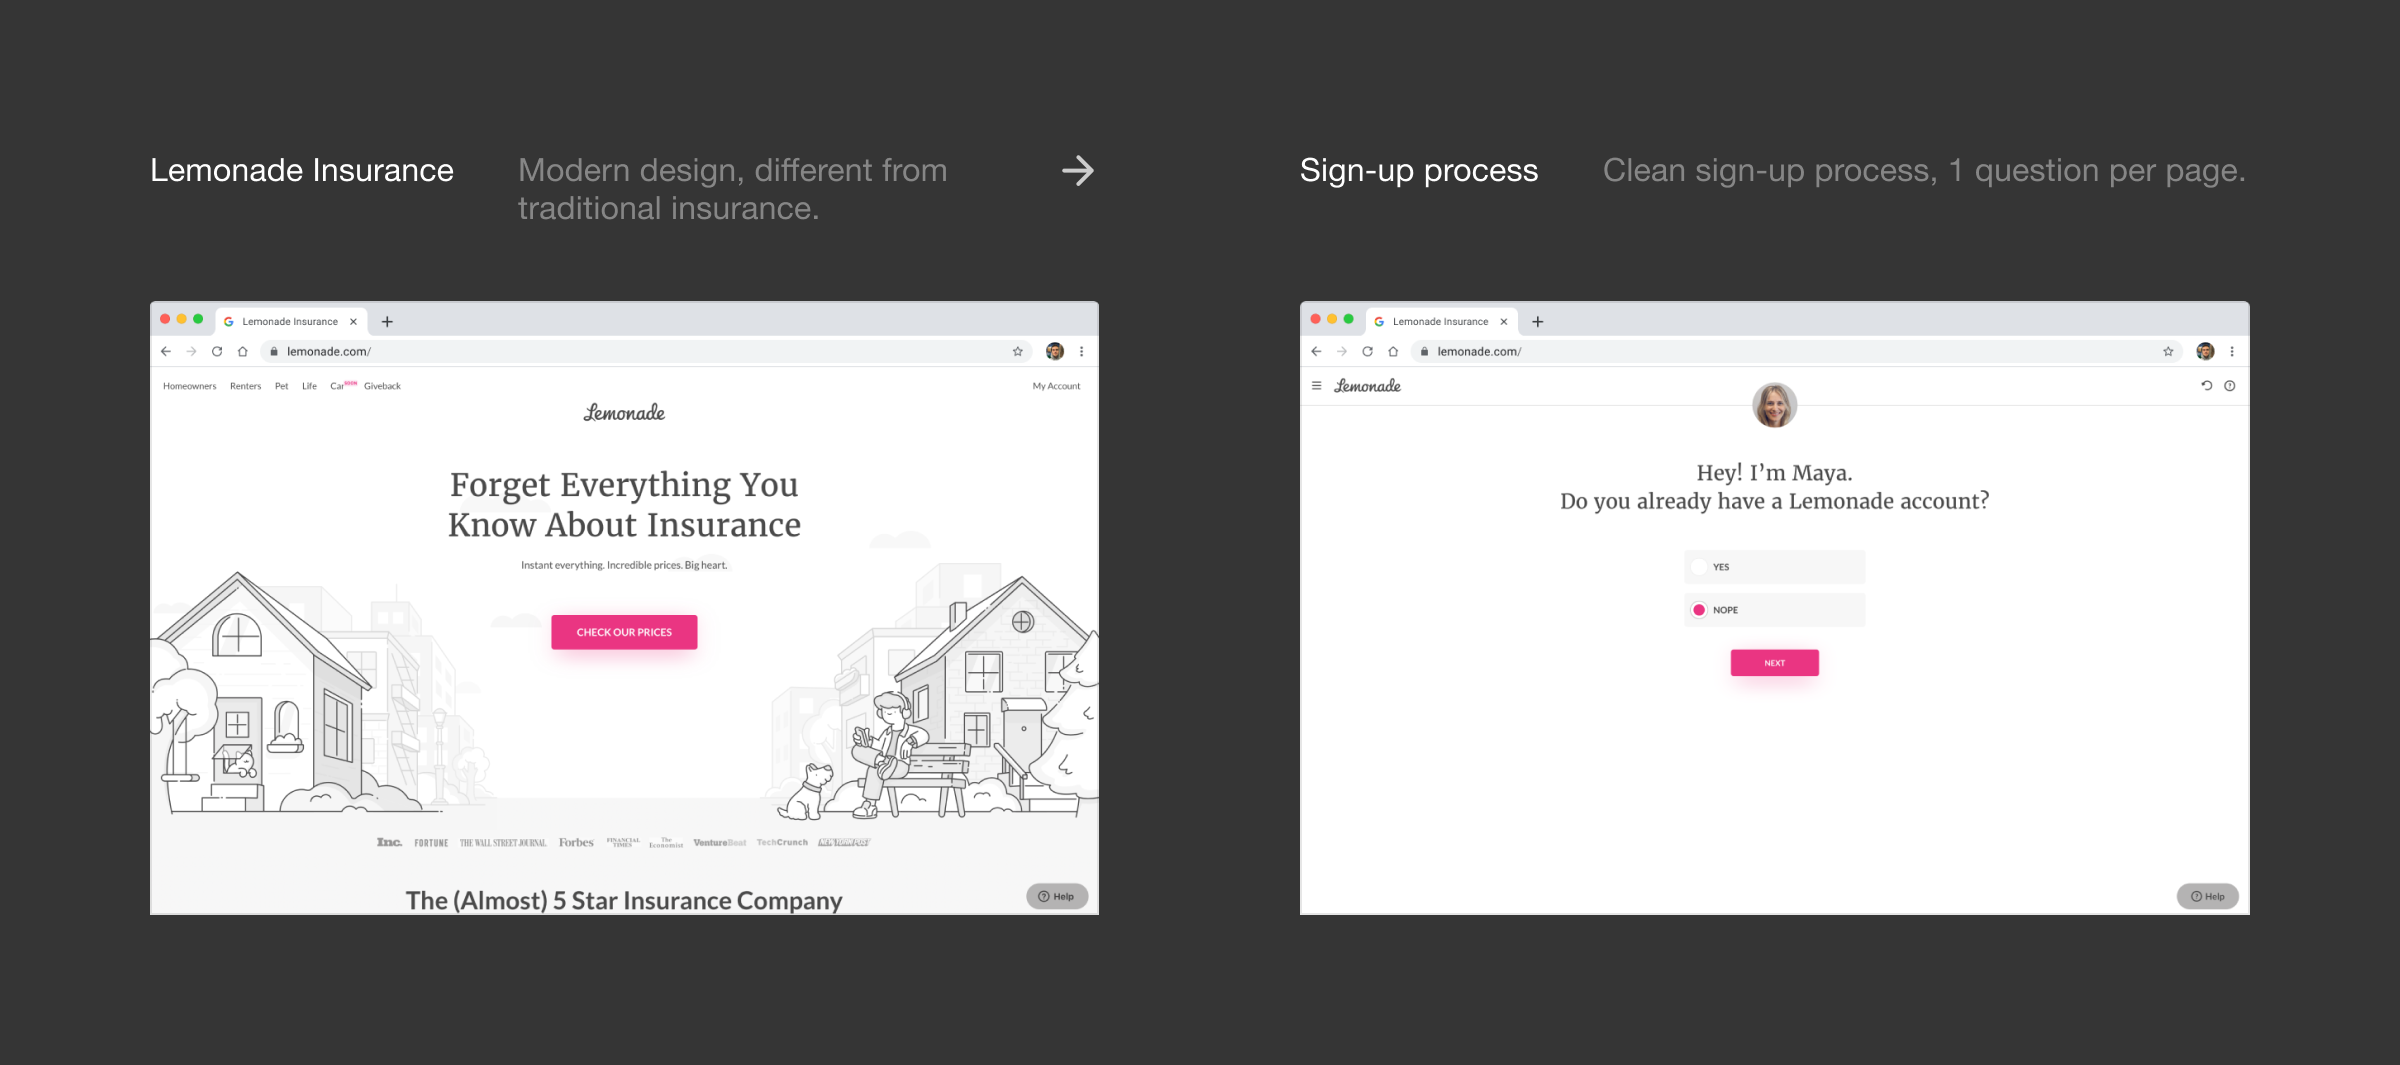 Lemonade Insurance
Modern design, different from
traditional insurance.
Sign-up process
Clean sign-up process, 1 question per page.
Lemonade Insurance
lemonade.com/
Homeowners Renters Pet Life Car SOON Giveback My Account
Lemonade
Forget Everything You
Know About Insurance
Instant everything. Incredible prices. Big heart.
CHECK OUR PRICES
Inc. FORTUNE THE WALL STREET JOURNAL Forbes FINANCIAL TIMES The Economist VentureBeat TechCrunch NEW YORK POST
The (Almost) 5 Star Insurance Company
Help
Lemonade Insurance
lemonade.com/
Lemonade
Hey! I’m Maya.
Do you already have a Lemonade account?
YES
NOPE
NEXT
Help